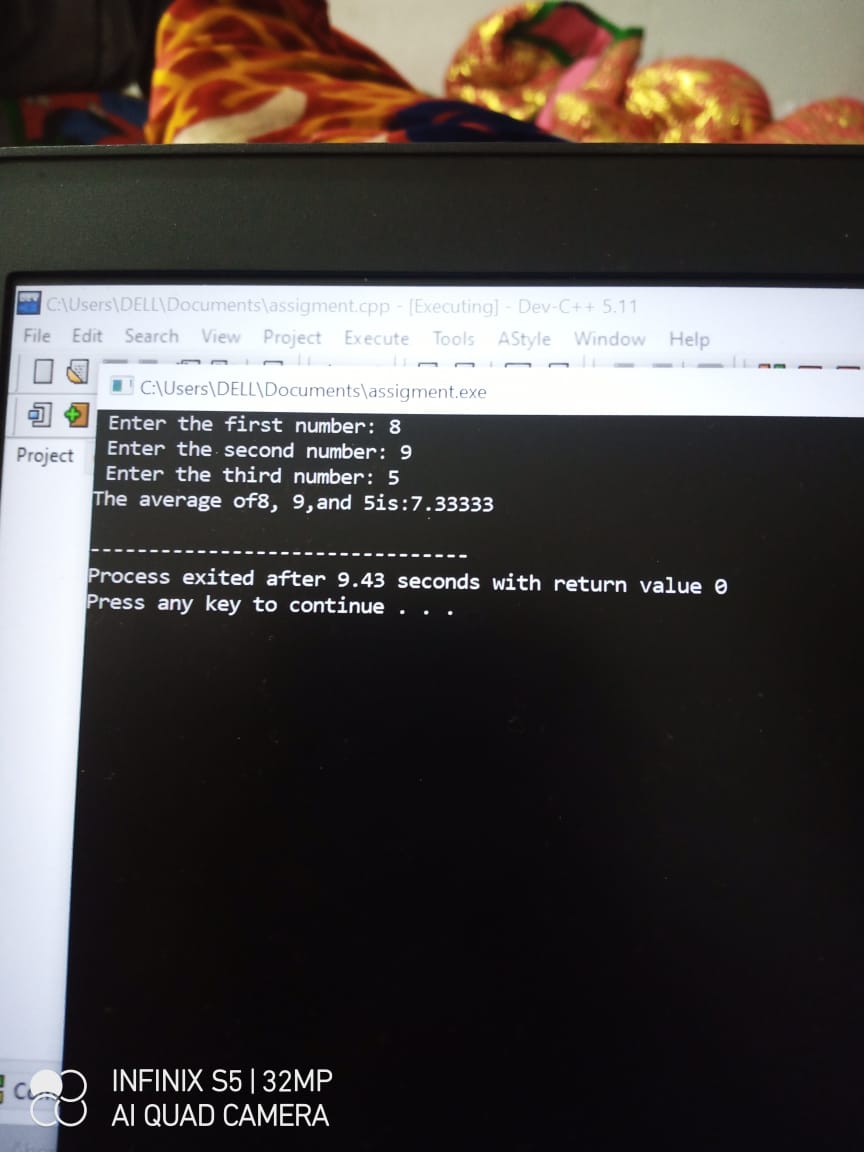 C:\Users\DELL\Documents\assigment.cpp - [Executing] - Dev-C++ 5.11
File Edit Search View Project Execute Tools AStyle Window Help
C:\Users\DELL\Documents\assigment.exe
Project
Enter the first number: 8
Enter the second number: 9
Enter the third number: 5
The average of8, 9,and 5is:7.33333
--------------------------------
Process exited after 9.43 seconds with return value 0
Press any key to continue . . .
INFINIX S5 | 32MP
AI QUAD CAMERA